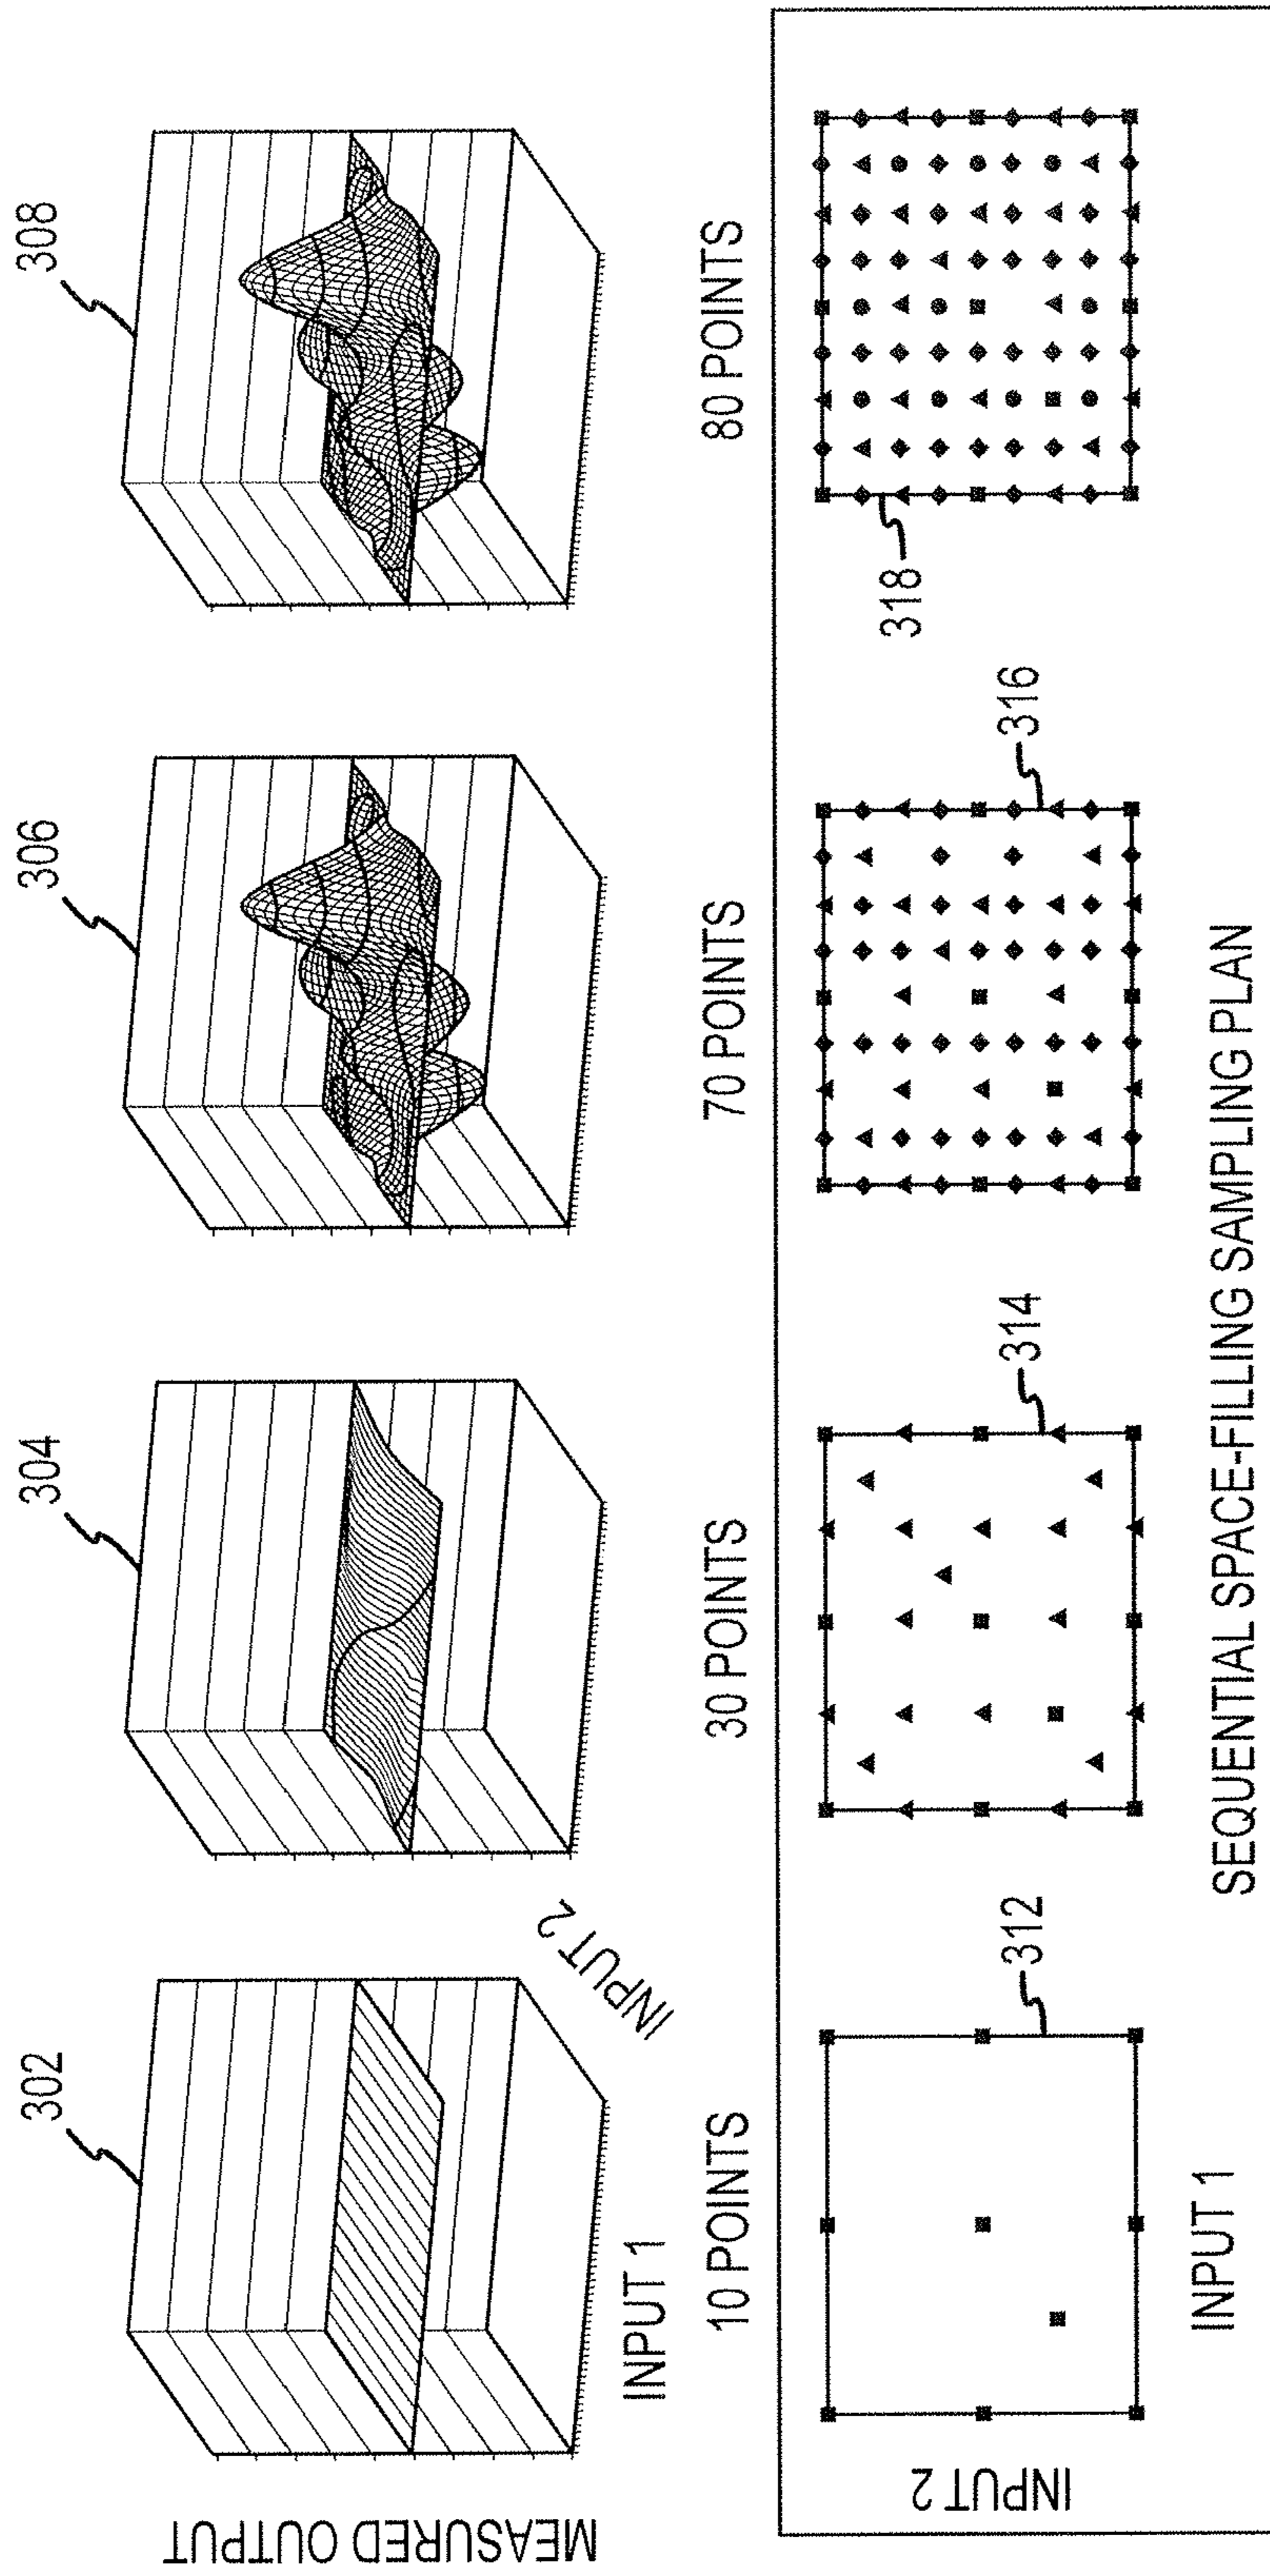 302
304
306
308
MEASURED OUTPUT
INPUT 1
INPUT 2
10 POINTS
30 POINTS
70 POINTS
80 POINTS
INPUT 2
312
314
316
318
INPUT 1
SEQUENTIAL SPACE-FILLING SAMPLING PLAN